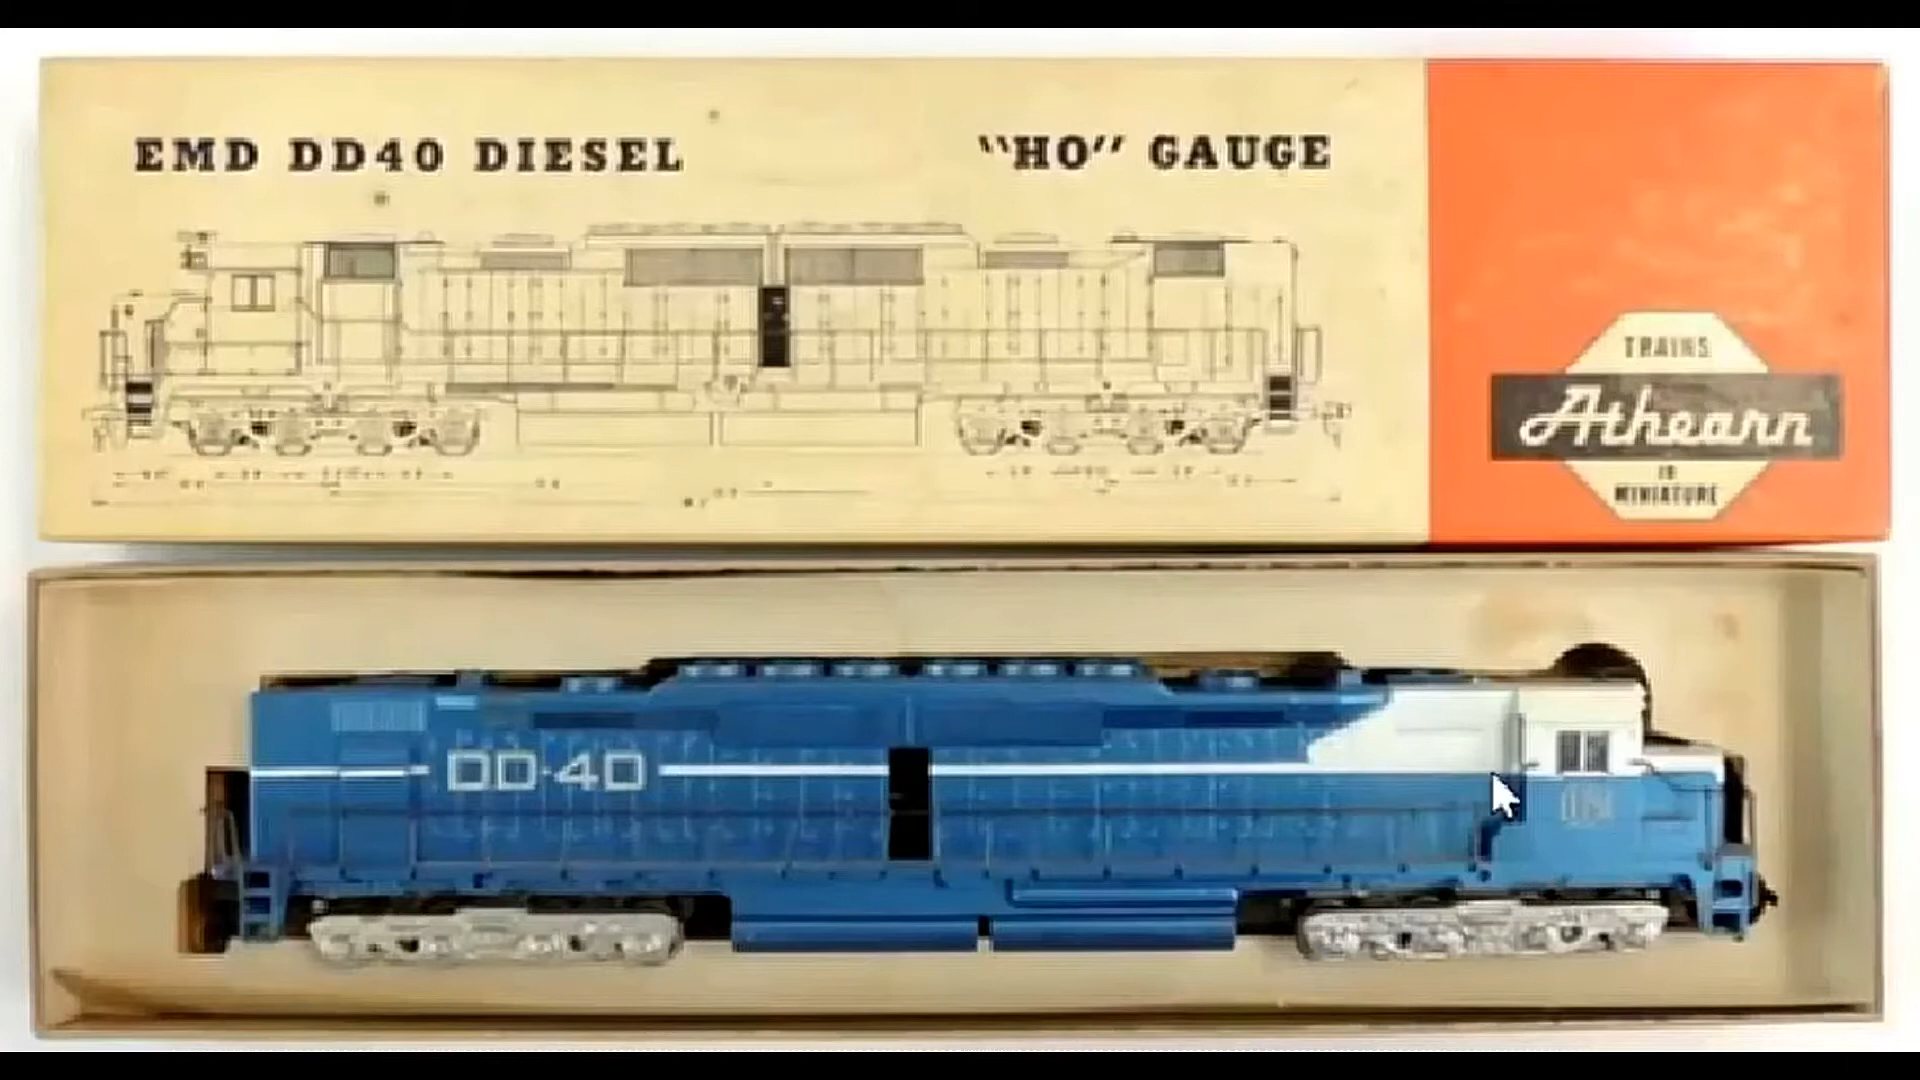 EMD DD40 DIESEL
"HO" GAUGE
TRAINS
Athearn
IN
MINIATURE
DD-40